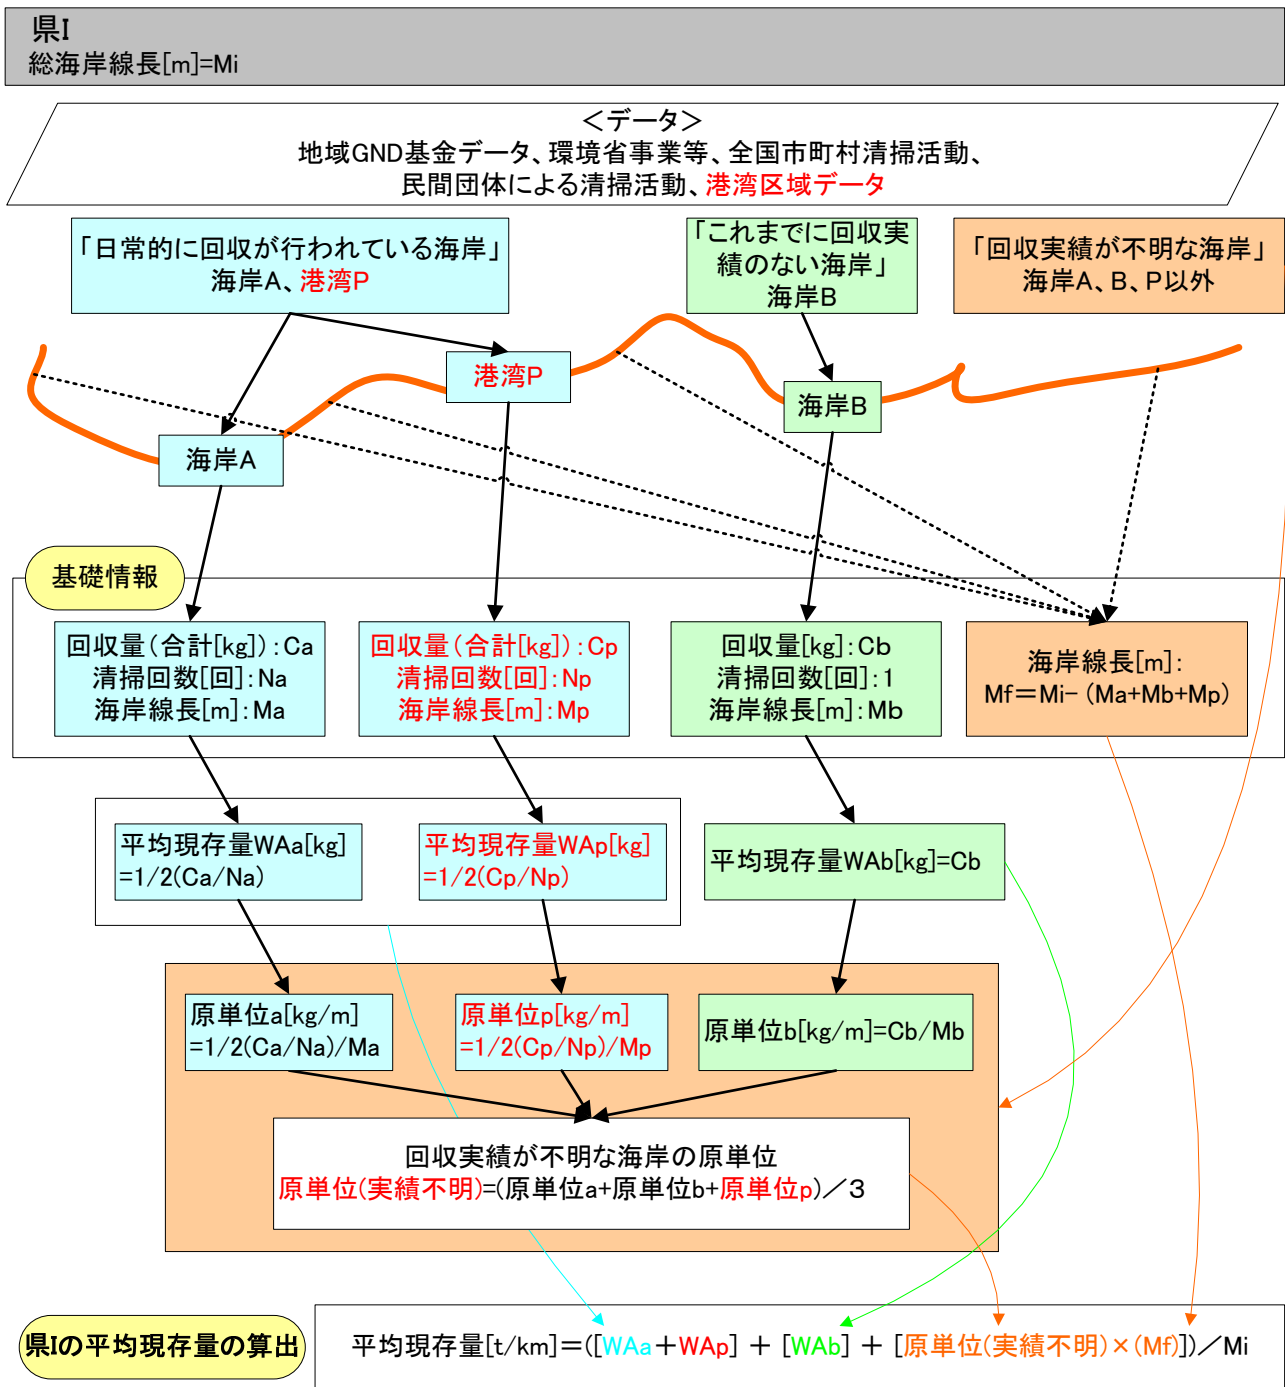 県I
総海岸線長[m]=Mi
＜データ＞
地域GND基金データ、環境省事業等、全国市町村清掃活動、
民間団体による清掃活動、港湾区域データ
「日常的に回収が行われている海岸」
海岸A、港湾P
「これまでに回収実
績のない海岸」
海岸B
「回収実績が不明な海岸」
海岸A、B、P以外
港湾P
海岸B
海岸A
基礎情報
回収量(合計[kg]):Ca
清掃回数[回]:Na
海岸線長[m]:Ma
回収量(合計[kg]):Cp
清掃回数[回]:Np
海岸線長[m]:Mp
回収量[kg]:Cb
清掃回数[回]:1
海岸線長[m]:Mb
海岸線長[m]:
Mf=Mi-(Ma+Mb+Mp)
平均現存量WAa[kg]
=1/2(Ca/Na)
平均現存量WAp[kg]
=1/2(Cp/Np)
平均現存量WAb[kg]=Cb
原単位a[kg/m]
=1/2(Ca/Na)/Ma
原単位p[kg/m]
=1/2(Cp/Np)/Mp
原単位b[kg/m]=Cb/Mb
回収実績が不明な海岸の原単位
原単位(実績不明)=(原単位a+原単位b+原単位p)／3
県Iの平均現存量の算出
平均現存量[t/km]=([WAa+WAp] + [WAb] + [原単位(実績不明)×(Mf)])／Mi